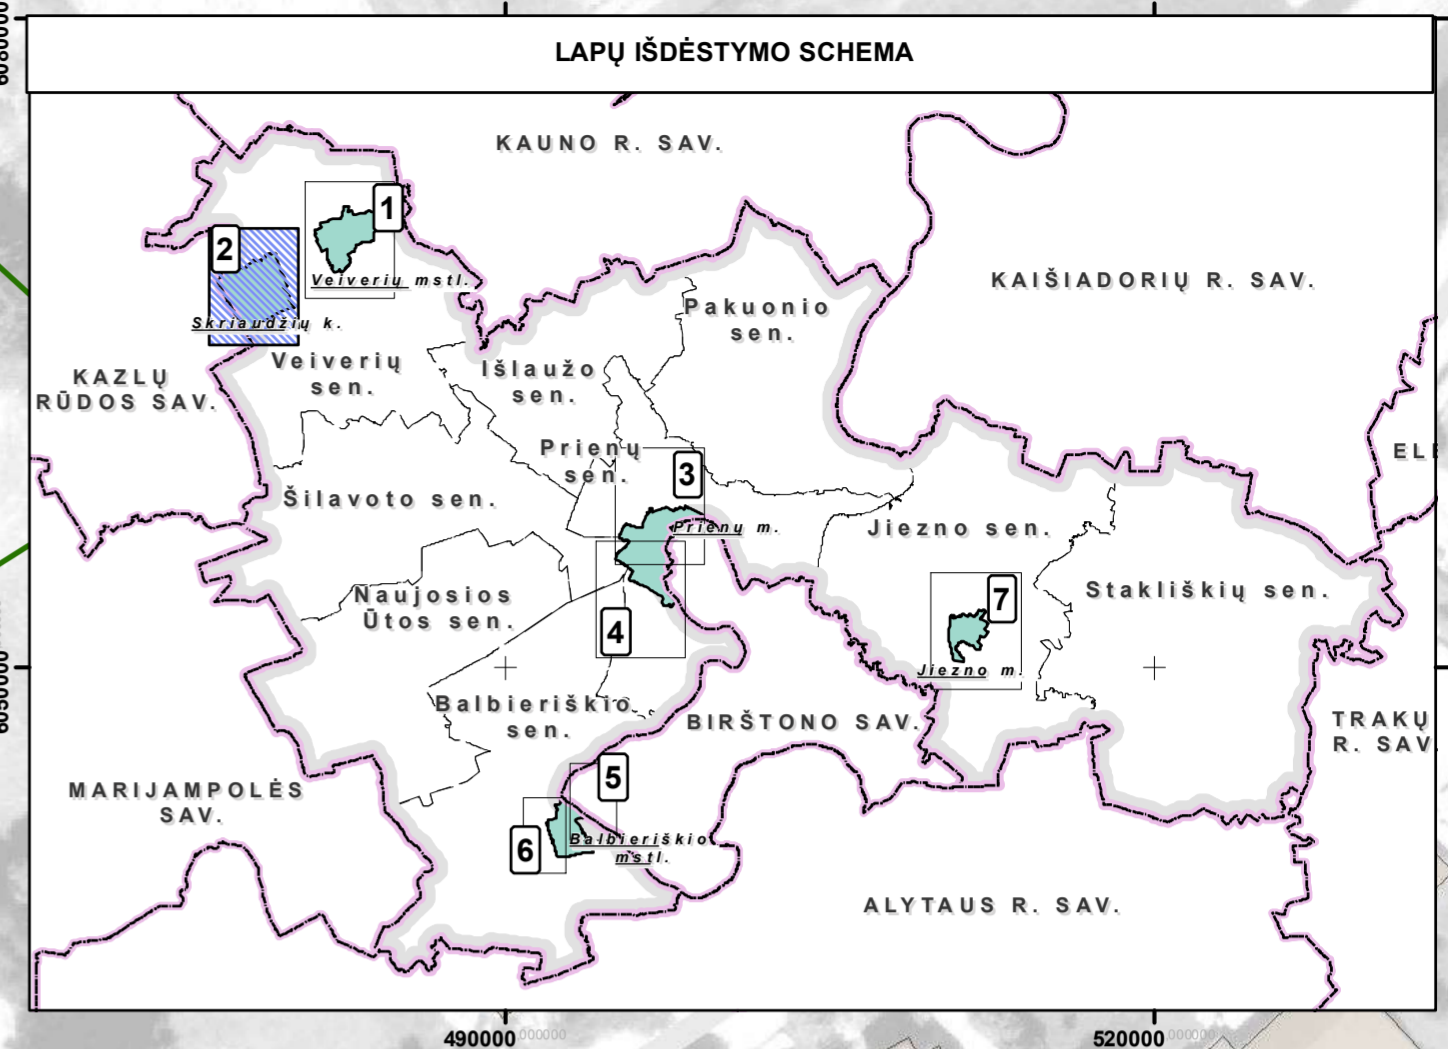 LAPŲ IŠDĖSTYMO SCHEMA
KAUNO R. SAV.
1
2
Veiverių mstl.
KAIŠIADORIŲ R. SAV.
Pakuonio
sen.
Skriaudžių k.
Veiverių
sen.
Išlaužo
sen.
KAZLŲ
RŪDOS SAV.
Prienų
sen.
3
ELE
Šilavoto sen.
Prienų m.
Jiezno sen.
Naujosios
Ūtos sen.
7
Stakliškių sen.
4
Jiezno m.
Balbieriškio
sen.
BIRŠTONO SAV.
TRAKŲ
R. SAV.
MARIJAMPOLĖS
SAV.
5
6
Balbieriškio
mstl.
ALYTAUS R. SAV.
490000.000000
520000.000000